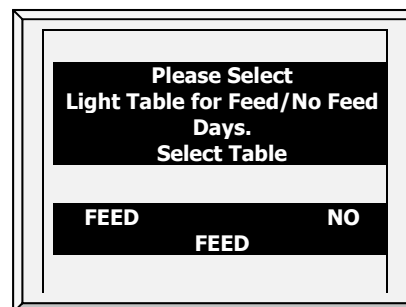 Please Select
Light Table for Feed/No Feed
Days.
Select Table
FEED NO
FEED